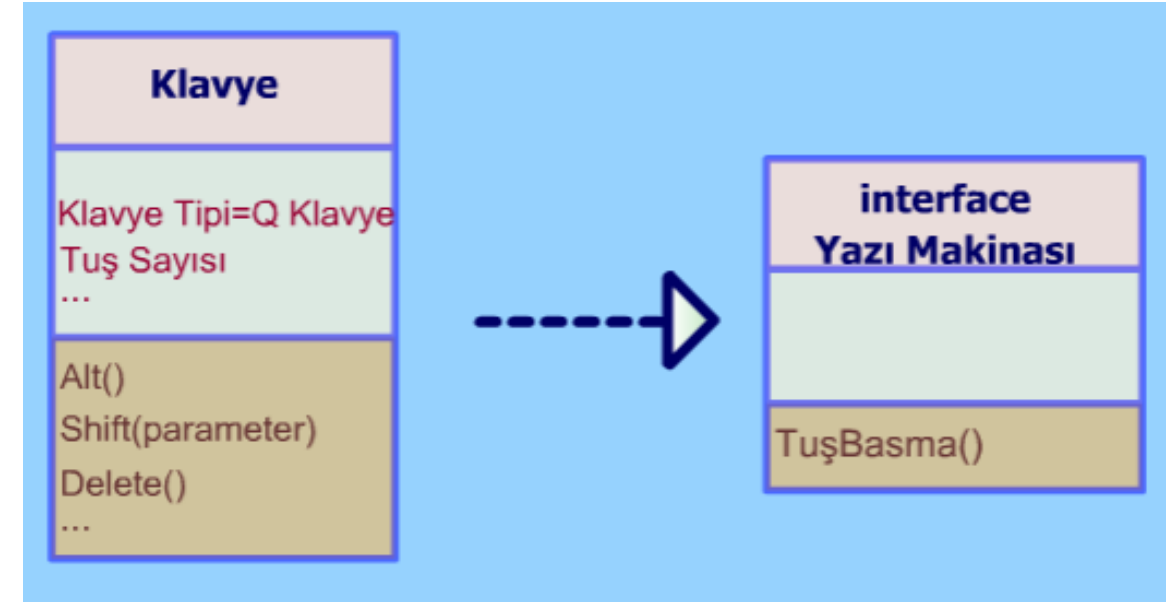 Klavye
Klavye Tipi=Q Klavye
Tuş Sayısı
...
Alt()
Shift(parameter)
Delete()
...
interface
Yazı Makinası
TuşBasma()